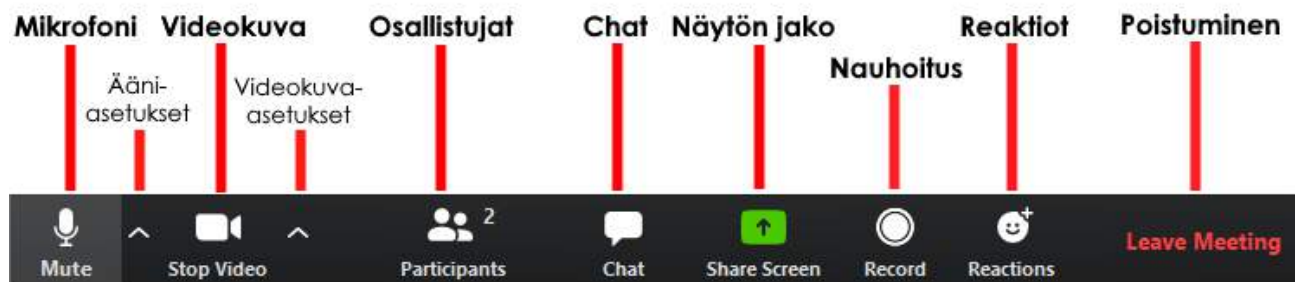 Mikrofoni Videokuva Osallistujat Chat Näytön jako Reaktiot Poistuminen
Nauhoitus
Ääni-
asetukset
Videokuva-
asetukset
2
Mute Stop Video Participants Chat Share Screen Record Reactions Leave Meeting